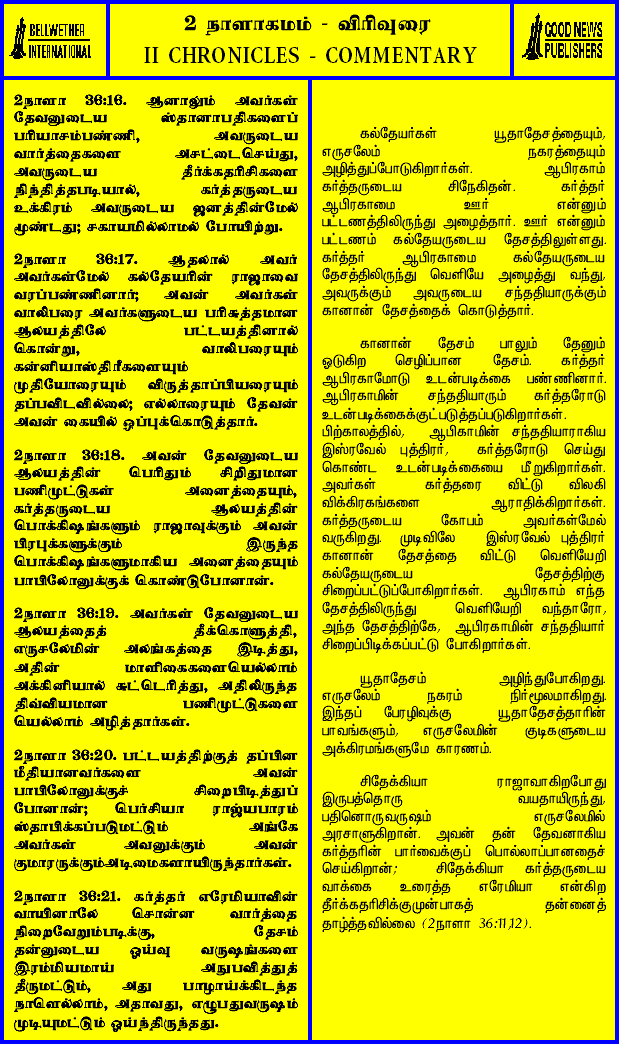 BELLWETHER
INTERNATIONAL
2 நாளாகமம் - விரிவுரை
II CHRONICLES - COMMENTARY
GOOD NEWS
PUBLISHERS
2நாளா 36:16. ஆனாலும் அவர்கள்
தேவனுடைய ஸ்தானாபதிகளைப்
பரியாசம்பண்ணி, அவருடைய
வார்த்தைகளை அசட்டைசெய்து,
அவருடைய தீர்க்கதரிசிகளை
நிந்தித்தபடியால், கர்த்தருடைய
உக்கிரம் அவருடைய ஜனத்தின்மேல்
மூண்டது; சகாயமில்லாமல் போயிற்று.
2நாளா 36:17. ஆதலால் அவர்
அவர்கள்மேல் கல்தேயரின் ராஜாவை
வரப்பண்ணினார்; அவன் அவர்கள்
வாலிபரை அவர்களுடைய பரிசுத்தமான
ஆலயத்திலே பட்டயத்தினால்
கொன்று, வாலிபரையும்
கன்னியாஸ்திரீகளையும்
முதியோரையும் விருத்தாப்பியரையும்
தப்பவிடவில்லை; எல்லாரையும் தேவன்
அவன் கையில் ஒப்புக்கொடுத்தார்.
2நாளா 36:18. அவன் தேவனுடைய
ஆலயத்தின் பெரிதும் சிறிதுமான
பணிமுட்டுகள் அனைத்தையும்,
கர்த்தருடைய ஆலயத்தின்
பொக்கிஷங்களும் ராஜாவுக்கும் அவன்
பிரபுக்களுக்கும் இருந்த
பொக்கிஷங்களுமாகிய அனைத்தையும்
பாபிலோனுக்குக் கொண்டுபோனான்.
2நாளா 36:19. அவர்கள் தேவனுடைய
ஆலயத்தைத் தீக்கொளுத்தி,
எருசலேமின் அலங்கத்தை இடித்து,
அதின் மாளிகைகளையெல்லாம்
அக்கினியால் சுட்டெரித்து, அதிலிருந்த
திவ்வியமான பணிமுட்டுகளை
யெல்லாம் அழித்தார்கள்.
2நாளா 36:20. பட்டயத்திற்குத் தப்பின
மீதியானவர்களை அவன்
பாபிலோனுக்குச் சிறைபிடித்துப்
போனான்; பெர்சியா ராஜ்யபாரம்
ஸ்தாபிக்கப்படுமட்டும் அங்கே
அவர்கள் அவனுக்கும் அவன்
குமாரருக்கும்அடிமைகளாயிருந்தார்கள்.
2நாளா 36:21. கர்த்தர் எரேமியாவின்
வாயினாலே சொன்ன வார்த்தை
நிறைவேறும்படிக்கு, தேசம்
தன்னுடைய ஓய்வு வருஷங்களை
இரம்மியமாய் அநுபவித்துத்
தீருமட்டும், அது பாழாய்க்கிடந்த
நாளெல்லாம், அதாவது, எழுபதுவருஷம்
முடியுமட்டும் ஓய்ந்திருந்தது.
கல்தேயர்கள் யூதாதேசத்தையும்,
எருசலேம் நகரத்தையும்
அழித்துப்போடுகிறார்கள். ஆபிரகாம்
கர்த்தருடைய சிநேகிதன். கர்த்தர்
ஆபிரகாமை ஊர் என்னும்
பட்டணத்திலிருந்து அழைத்தார். ஊர் என்னும்
பட்டணம் கல்தேயருடைய தேசத்திலுள்ளது.
கர்த்தர் ஆபிரகாமை கல்தேயருடைய
தேசத்திலிருந்து வெளியே அழைத்து வந்து,
அவருக்கும் அவருடைய சந்ததியாருக்கும்
கானான் தேசத்தைக் கொடுத்தார்.
கானான் தேசம் பாலும் தேனும்
ஓடுகிற செழிப்பான தேசம். கர்த்தர்
ஆபிரகாமோடு உடன்படிக்கை பண்ணினார்.
ஆபிரகாமின் சந்ததியாரும் கர்த்தரோடு
உடன்படிக்கைக்குட்படுத்தப்படுகிறார்கள்.
பிற்காலத்தில், ஆபிகாமின் சந்ததியாராகிய
இஸ்ரவேல் புத்திரர், கர்த்தரோடு செய்து
கொண்ட உடன்படிக்கையை மீறுகிறார்கள்.
அவர்கள் கர்த்தரை விட்டு விலகி
விக்கிரகங்களை ஆராதிக்கிறார்கள்.
கர்த்தருடைய கோபம் அவர்கள்மேல்
வருகிறது. முடிவிலே இஸ்ரவேல் புத்திரர்
கானான் தேசத்தை விட்டு வெளியேறி
கல்தேயருடைய தேசத்திற்கு
சிறைப்பட்டுப்போகிறார்கள். ஆபிரகாம் எந்த
தேசத்திலிருந்து வெளியேறி வந்தாரோ,
அந்த தேசத்திற்கே, ஆபிரகாமின் சந்ததியார்
சிறைப்பிடிக்கப்பட்டு போகிறார்கள்.
யூதாதேசம் அழிந்துபோகிறது.
எருசலேம் நகரம் நிர்மூலமாகிறது.
இந்தப் பேரழிவுக்கு யூதாதேசத்தாரின்
பாவங்களும், எருசலேமின் குடிகளுடைய
அக்கிரமங்களுமே காரணம்.
சிதேக்கியா ராஜாவாகிறபோது
இருபத்தொரு வயதாயிருந்து,
பதினொருவருஷம் எருசலேமில்
அரசாளுகிறான். அவன் தன் தேவனாகிய
கர்த்தரின் பார்வைக்குப் பொல்லாப்பானதைச்
செய்கிறான்; சிதேக்கியா கர்த்தருடைய
வாக்கை உரைத்த எரேமியா என்கிற
தீர்க்கதரிசிக்குமுன்பாகத் தன்னைத்
தாழ்த்தவில்லை (2நாளா 36:11,12).